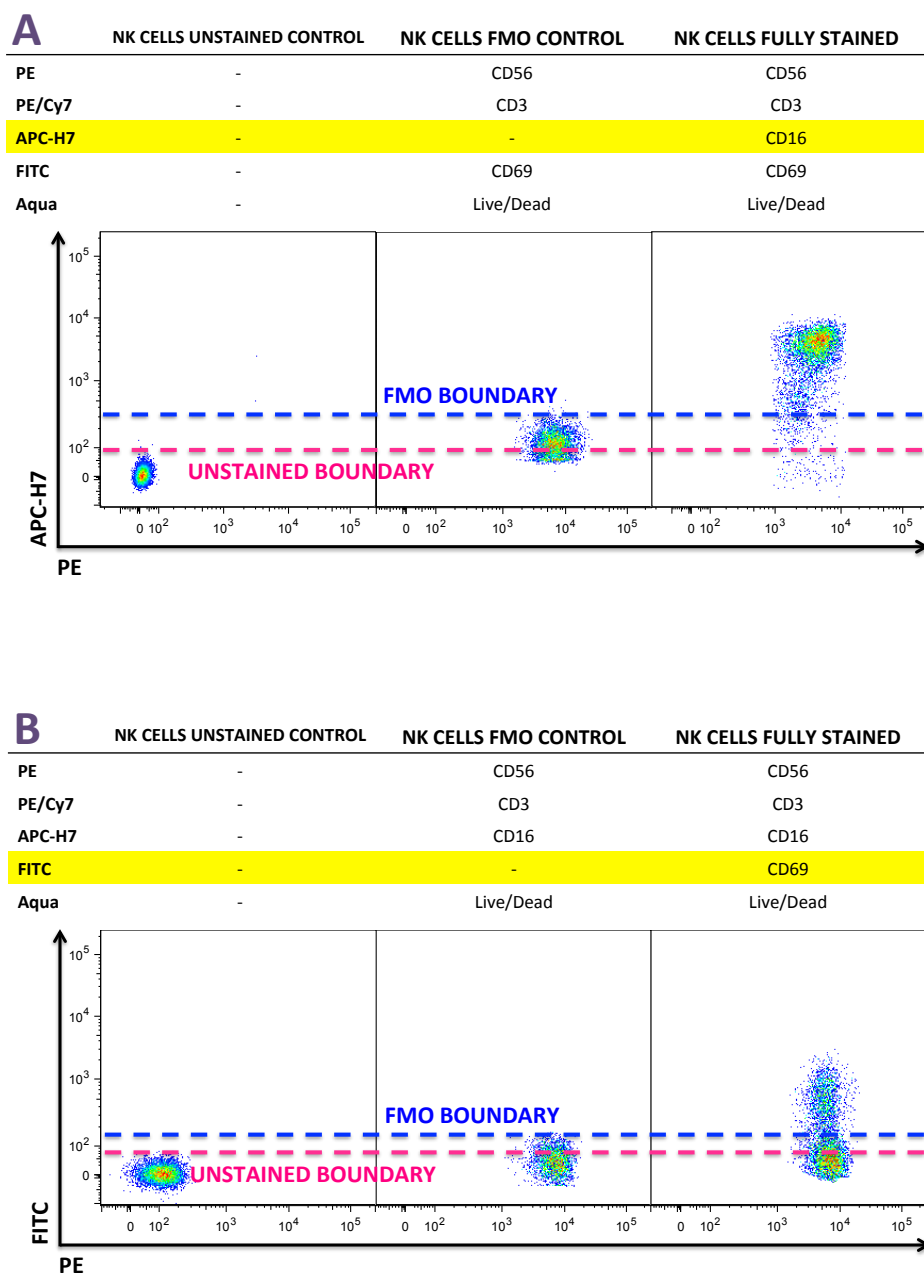 A
NK CELLS UNSTAINED CONTROL NK CELLS FMO CONTROL NK CELLS FULLY STAINED
PE - CD56 CD56
PE/Cy7 - CD3 CD3
APC-H7 - - CD16
FITC - CD69 CD69
Aqua - Live/Dead Live/Dead
10^5
10^4
10^3
FMO BOUNDARY
10^2
UNSTAINED BOUNDARY
0
APC-H7
0 10^2 10^3 10^4 10^5 0 10^2 10^3 10^4 10^5 0 10^2 10^3 10^4 10^5
PE
B
NK CELLS UNSTAINED CONTROL NK CELLS FMO CONTROL NK CELLS FULLY STAINED
PE - CD56 CD56
PE/Cy7 - CD3 CD3
APC-H7 - CD16 CD16
FITC - - CD69
Aqua - Live/Dead Live/Dead
10^5
10^4
10^3
FMO BOUNDARY
10^2
UNSTAINED BOUNDARY
0
FITC
0 10^2 10^3 10^4 10^5 0 10^2 10^3 10^4 10^5 0 10^2 10^3 10^4 10^5
PE